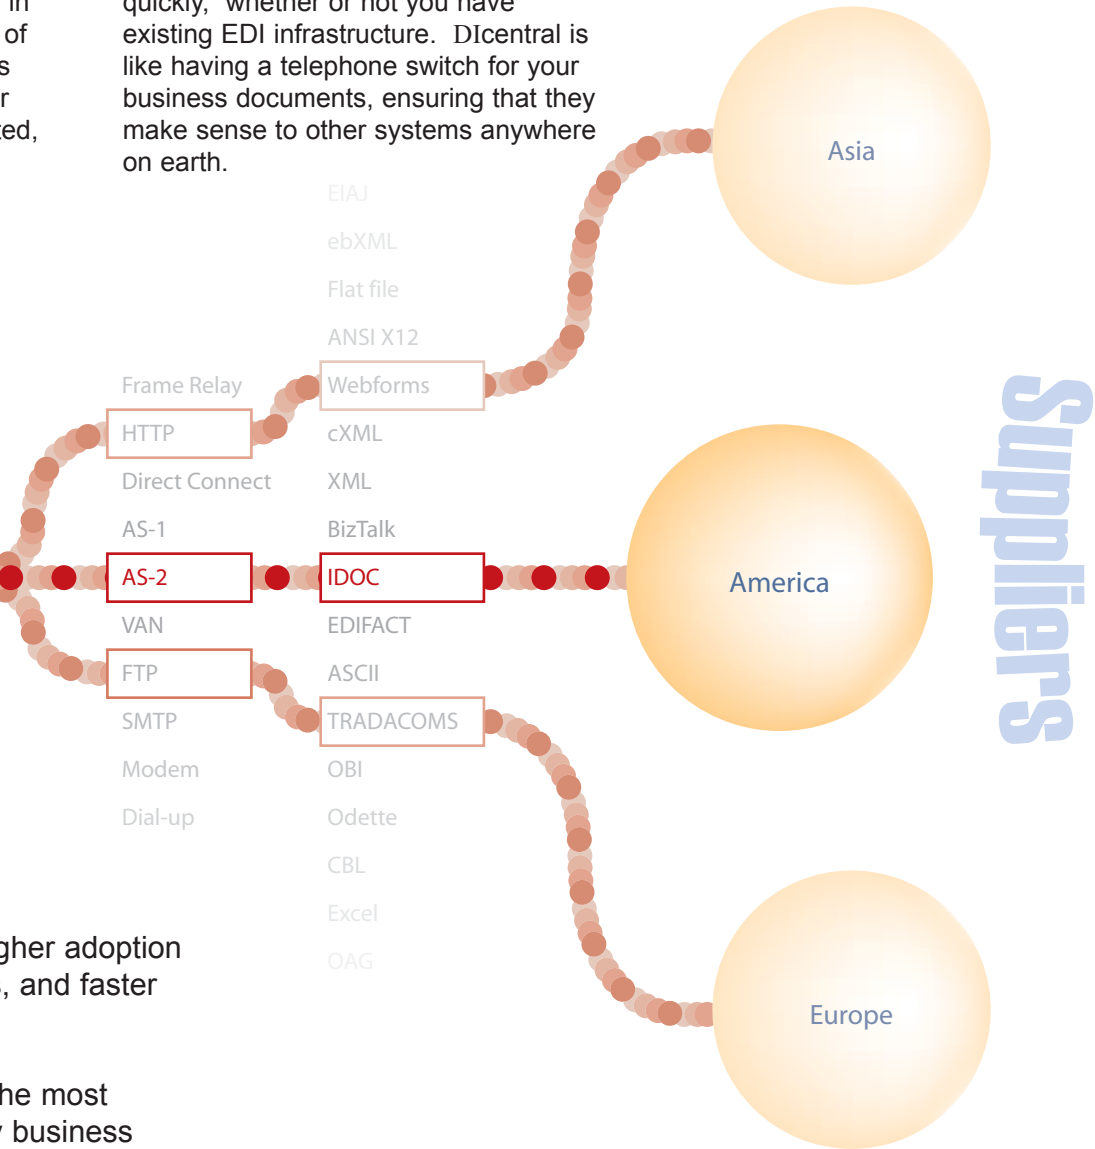 in
of
s
r
ted,
quickly, whether or not you have
existing EDI infrastructure. DIcentral is
like having a telephone switch for your
business documents, ensuring that they
make sense to other systems anywhere
on earth.
EIAJ
ebXML
Flat file
ANSI X12
Webforms
cXML
XML
BizTalk
IDOC
EDIFACT
ASCII
TRADACOMS
OBI
Odette
CBL
Excel
OAG
Frame Relay
HTTP
Direct Connect
AS-1
AS-2
VAN
FTP
SMTP
Modem
Dial-up
Asia
America
Europe
Suppliers
gher adoption
s, and faster
he most
y business